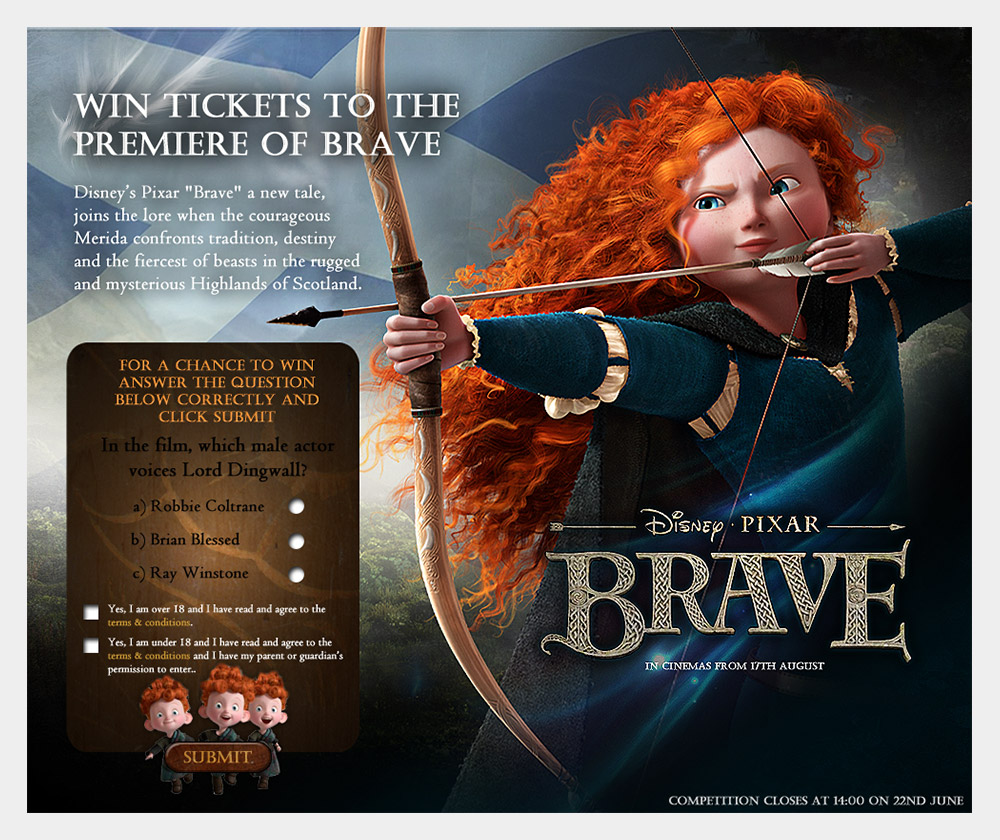 WIN TICKETS TO THE
PREMIERE OF BRAVE
Disney's Pixar "Brave" a new tale,
joins the lore when the courageous
Merida confronts tradition, destiny
and the fiercest of beasts in the rugged
and mysterious Highlands of Scotland.
FOR A CHANCE TO WIN
ANSWER THE QUESTION
BELOW CORRECTLY AND
CLICK SUBMIT
In the film, which male actor
voices Lord Dingwall?
a) Robbie Coltrane
b) Brian Blessed
c) Ray Winstone
Yes, I am over 18 and I have read and agree to the
terms & conditions.
Yes, I am under 18 and I have read and agree to the
terms & conditions and I have my parent or guardian's
permission to enter..
SUBMIT
DISNEY · PIXAR
BRAVE
IN CINEMAS FROM 17TH AUGUST
COMPETITION CLOSES AT 14:00 ON 22ND JUNE